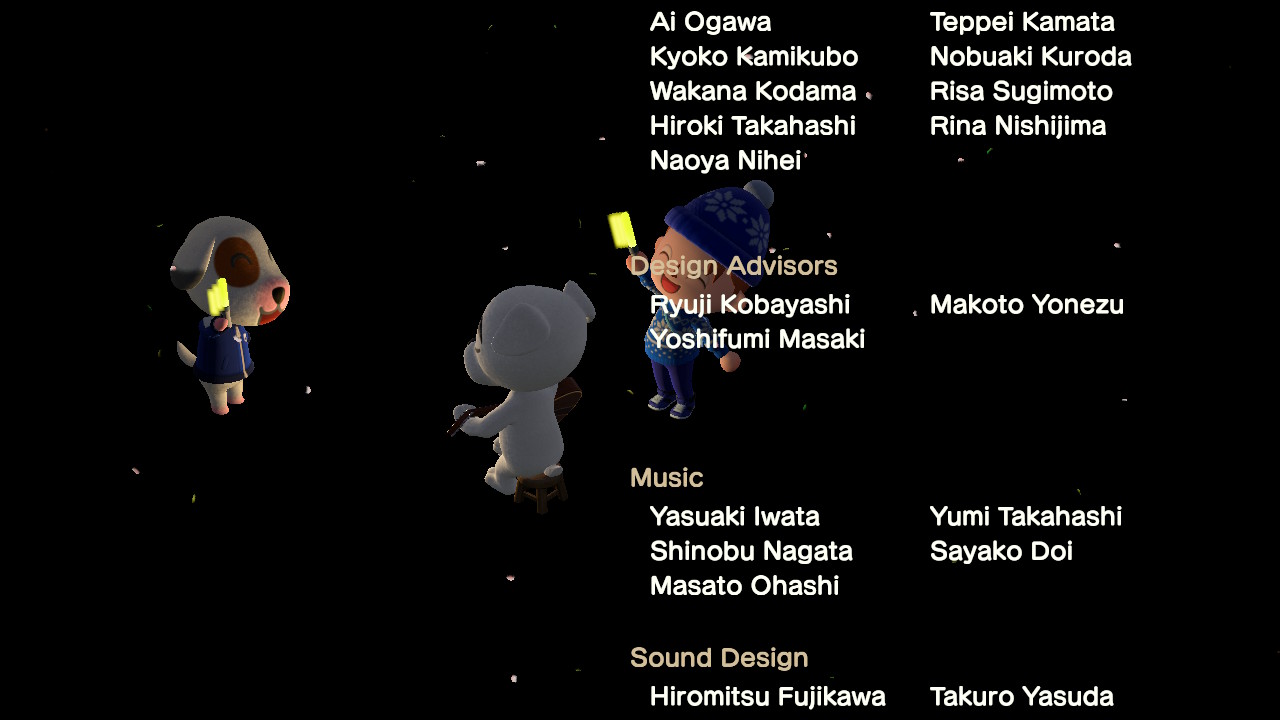 Ai Ogawa Teppei Kamata
Kyoko Kamikubo Nobuaki Kuroda
Wakana Kodama Risa Sugimoto
Hiroki Takahashi Rina Nishijima
Naoya Nihei
Design Advisors
Ryuji Kobayashi Makoto Yonezu
Yoshifumi Masaki
Music
Yasuaki Iwata Yumi Takahashi
Shinobu Nagata Sayako Doi
Masato Ohashi
Sound Design
Hiromitsu Fujikawa Takuro Yasuda